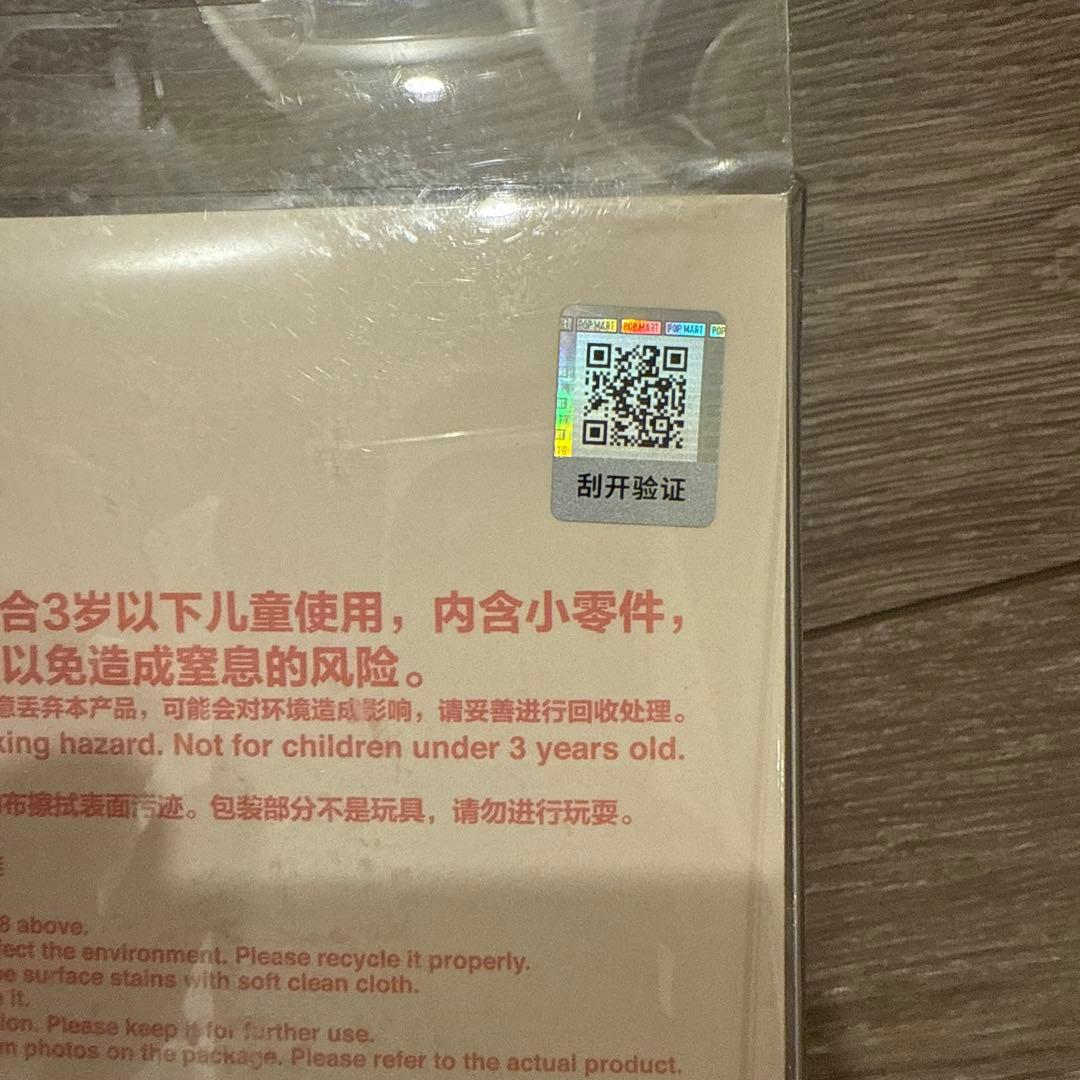 POP MART POP MART POP MART POP
刮开验证
合3岁以下儿童使用，内含小零件，
以免造成窒息的风险。
意丢弃本产品，可能会对环境造成影响，请妥善进行回收处理。
king hazard. Not for children under 3 years old.
布擦拭表面污迹。包装部分不是玩具，请勿进行玩耍。
8 above.
fect the environment. Please recycle it properly.
e surface stains with soft clean cloth.
it.
ion. Please keep it for further use.
m photos on the package. Please refer to the actual product.